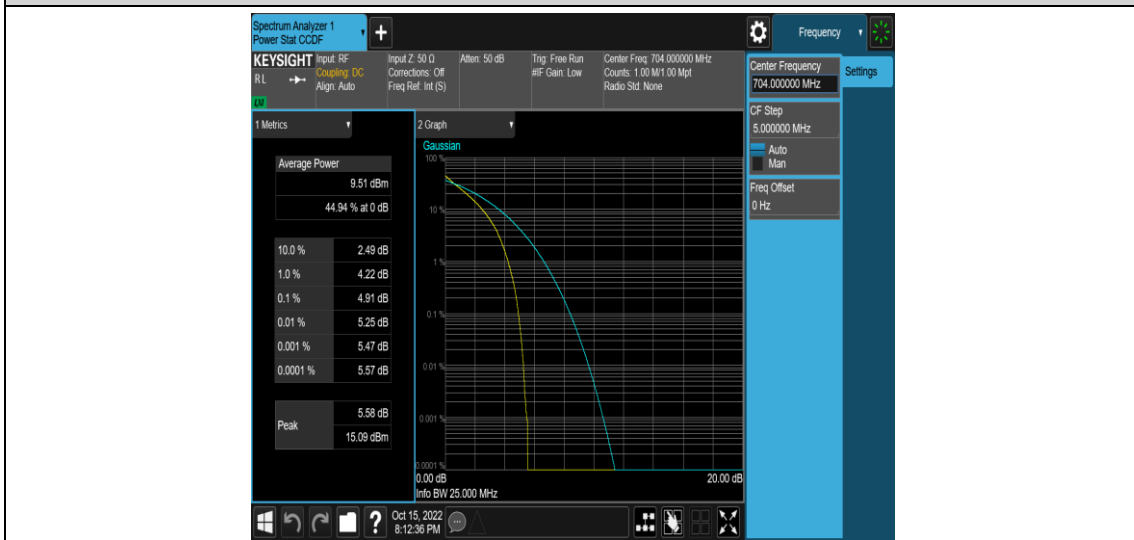 Spectrum Analyzer 1
Power Stat CCDF
+
Frequency
KEYSIGHT
RL
LNI
Input: RF
Coupling: DC
Align: Auto
Input Z: 50 Ω
Corrections: Off
Freq Ref: Int (S)
Atten: 50 dB
Trig: Free Run
#IF Gain: Low
Center Freq: 704.000000 MHz
Counts: 1.00 M/1.00 Mpt
Radio Std: None
Center Frequency
704.000000 MHz
Settings
CF Step
5.000000 MHz
Auto
Man
Freq Offset
0 Hz
1 Metrics
Average Power
9.51 dBm
44.94 % at 0 dB
10.0 % 2.49 dB
1.0 % 4.22 dB
0.1 % 4.91 dB
0.01 % 5.25 dB
0.001 % 5.47 dB
0.0001 % 5.57 dB
Peak
5.58 dB
15.09 dBm
2 Graph
Gaussian
100 %
10 %
1 %
0.1 %
0.01 %
0.001 %
0.0001 %
0.00 dB 20.00 dB
Info BW 25.000 MHz
?
Oct 15, 2022
8:12:36 PM